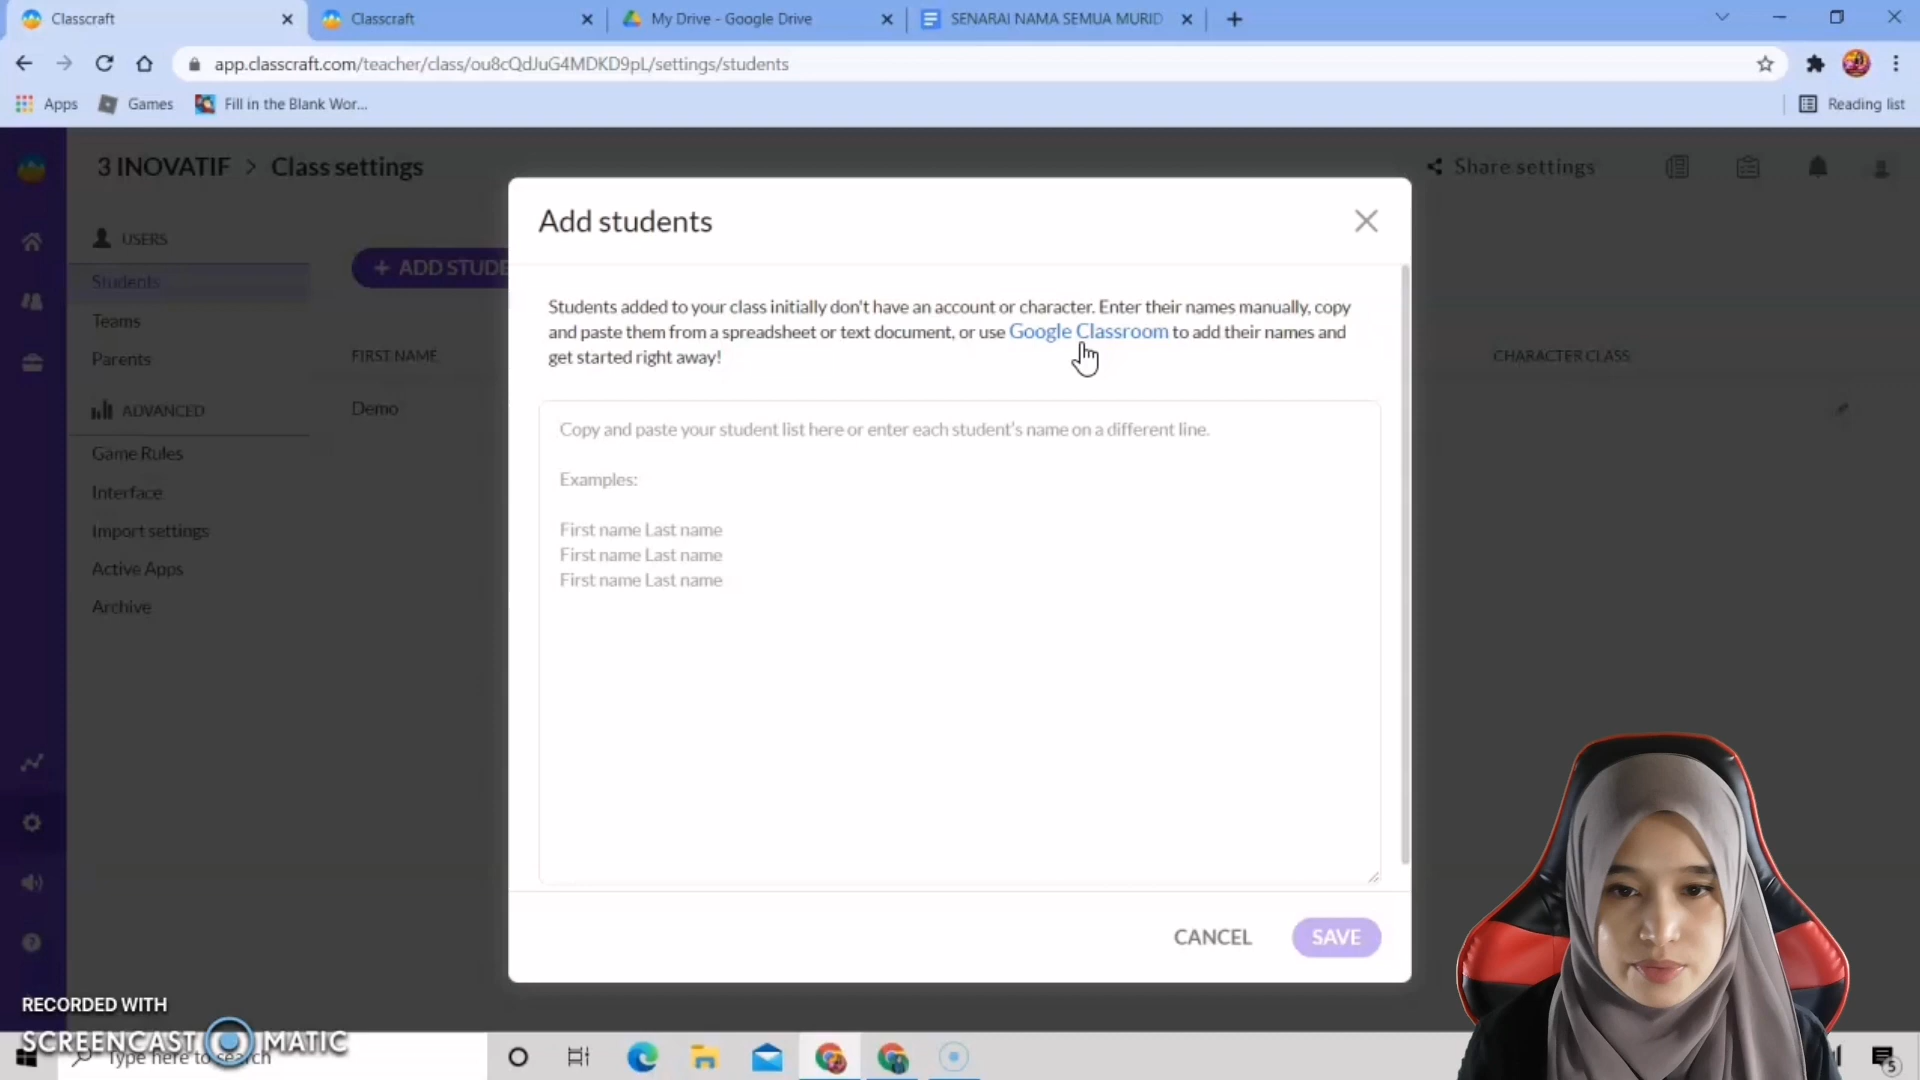 Classcraft
Classcraft
My Drive - Google Drive
SENARAI NAMA SEMUA MURID
app.classcraft.com/teacher/class/ou8cQdJuG4MDKD9pL/settings/students
Apps
Games
Fill in the Blank Wor...
Reading list
3 INOVATIF > Class settings
Share settings
USERS
Students
Teams
Parents
ADVANCED
Game Rules
Interface
Import settings
Active Apps
Archive
+ ADD STUDE
FIRST NAME
CHARACTER CLASS
Demo
Add students
Students added to your class initially don't have an account or character. Enter their names manually, copy
and paste them from a spreadsheet or text document, or use Google Classroom to add their names and
get started right away!
Copy and paste your student list here or enter each student's name on a different line.
Examples:
First name Last name
First name Last name
First name Last name
CANCEL
SAVE
RECORDED WITH
SCREENCAST MATIC
Type here to search
5